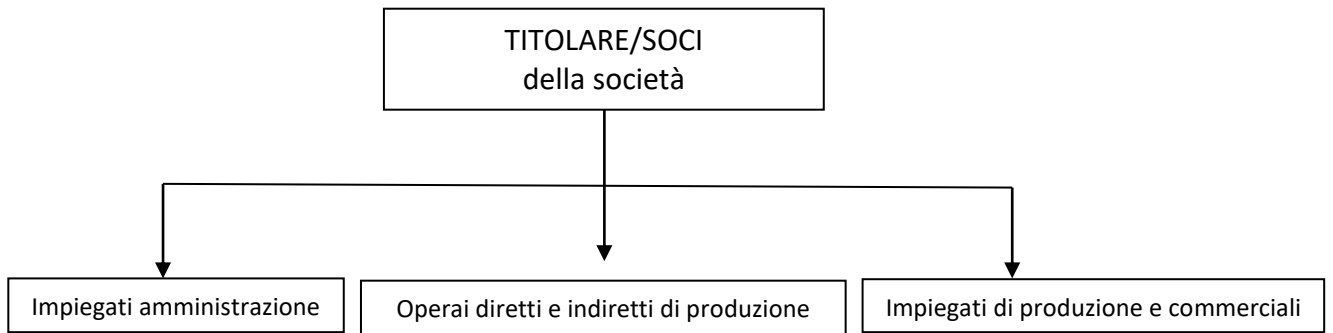 TITOLARE/SOCI
della società
Impiegati amministrazione
Operai diretti e indiretti di produzione
Impiegati di produzione e commerciali